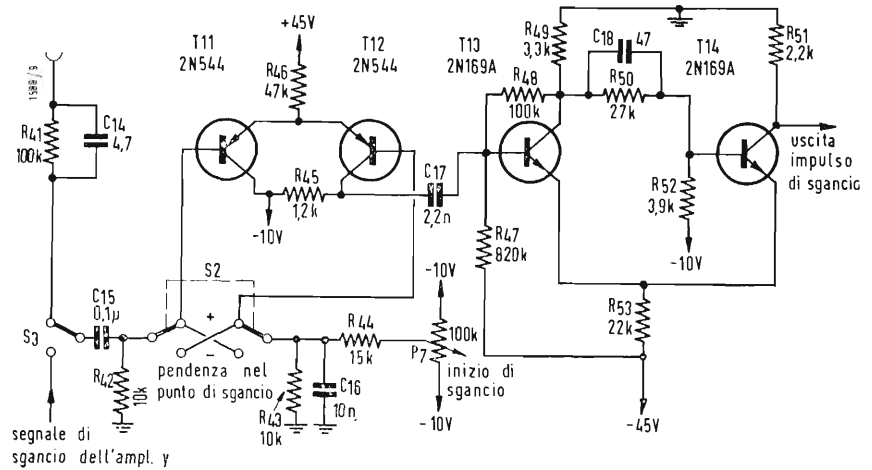 T11
2N544
+45V
T12
2N544
R46
47k
T13
2N169A
R49
3,3k
C18
47
T14
2N169A
R51
2,2k
R48
100k
R50
27k
R41
100k
C14
4,7
R45
1,2k
-10V
C17
2,2n
R47
820k
R52
3,9k
-10V
uscita
impulso
di sgancio
S2
+
–
pendenza nel
punto di sgancio
S3
C15
0,1µ
R42
10k
R43
10k
C16
10n
R44
15k
-10V
100k
P7
-10V
inizio di
sgancio
R53
22k
-45V
segnale di
sgancio dell'ampl. y